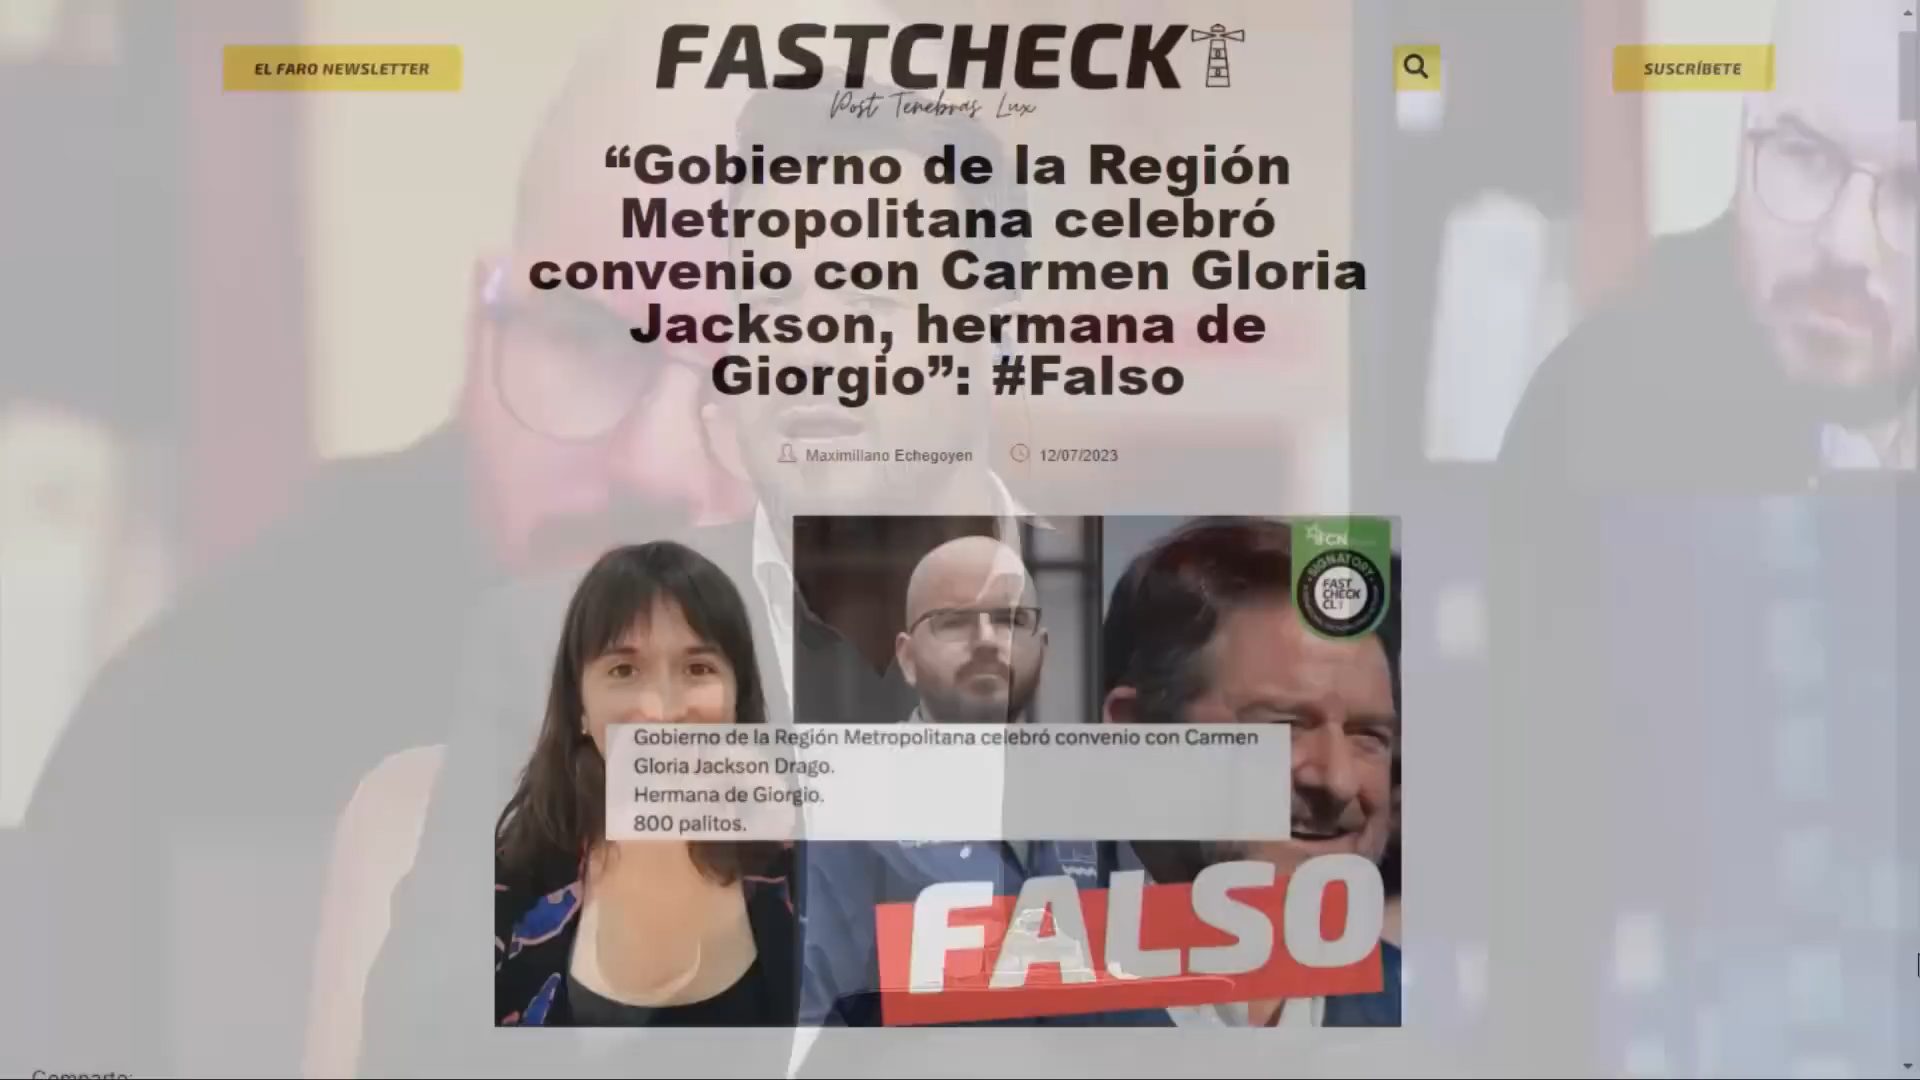 EL FARO NEWSLETTER
FASTCHECK
Post Tenebras Lux
SUSCRÍBETE
“Gobierno de la Región
Metropolitana celebró
convenio con Carmen Gloria
Jackson, hermana de
Giorgio”: #Falso
Maximiliano Echegoyen
12/07/2023
IFCN
SIGNATORY
FAST
CHECK
CL
Gobierno de la Región Metropolitana celebró convenio con Carmen
Gloria Jackson Drago.
Hermana de Giorgio.
800 palitos.
FALSO